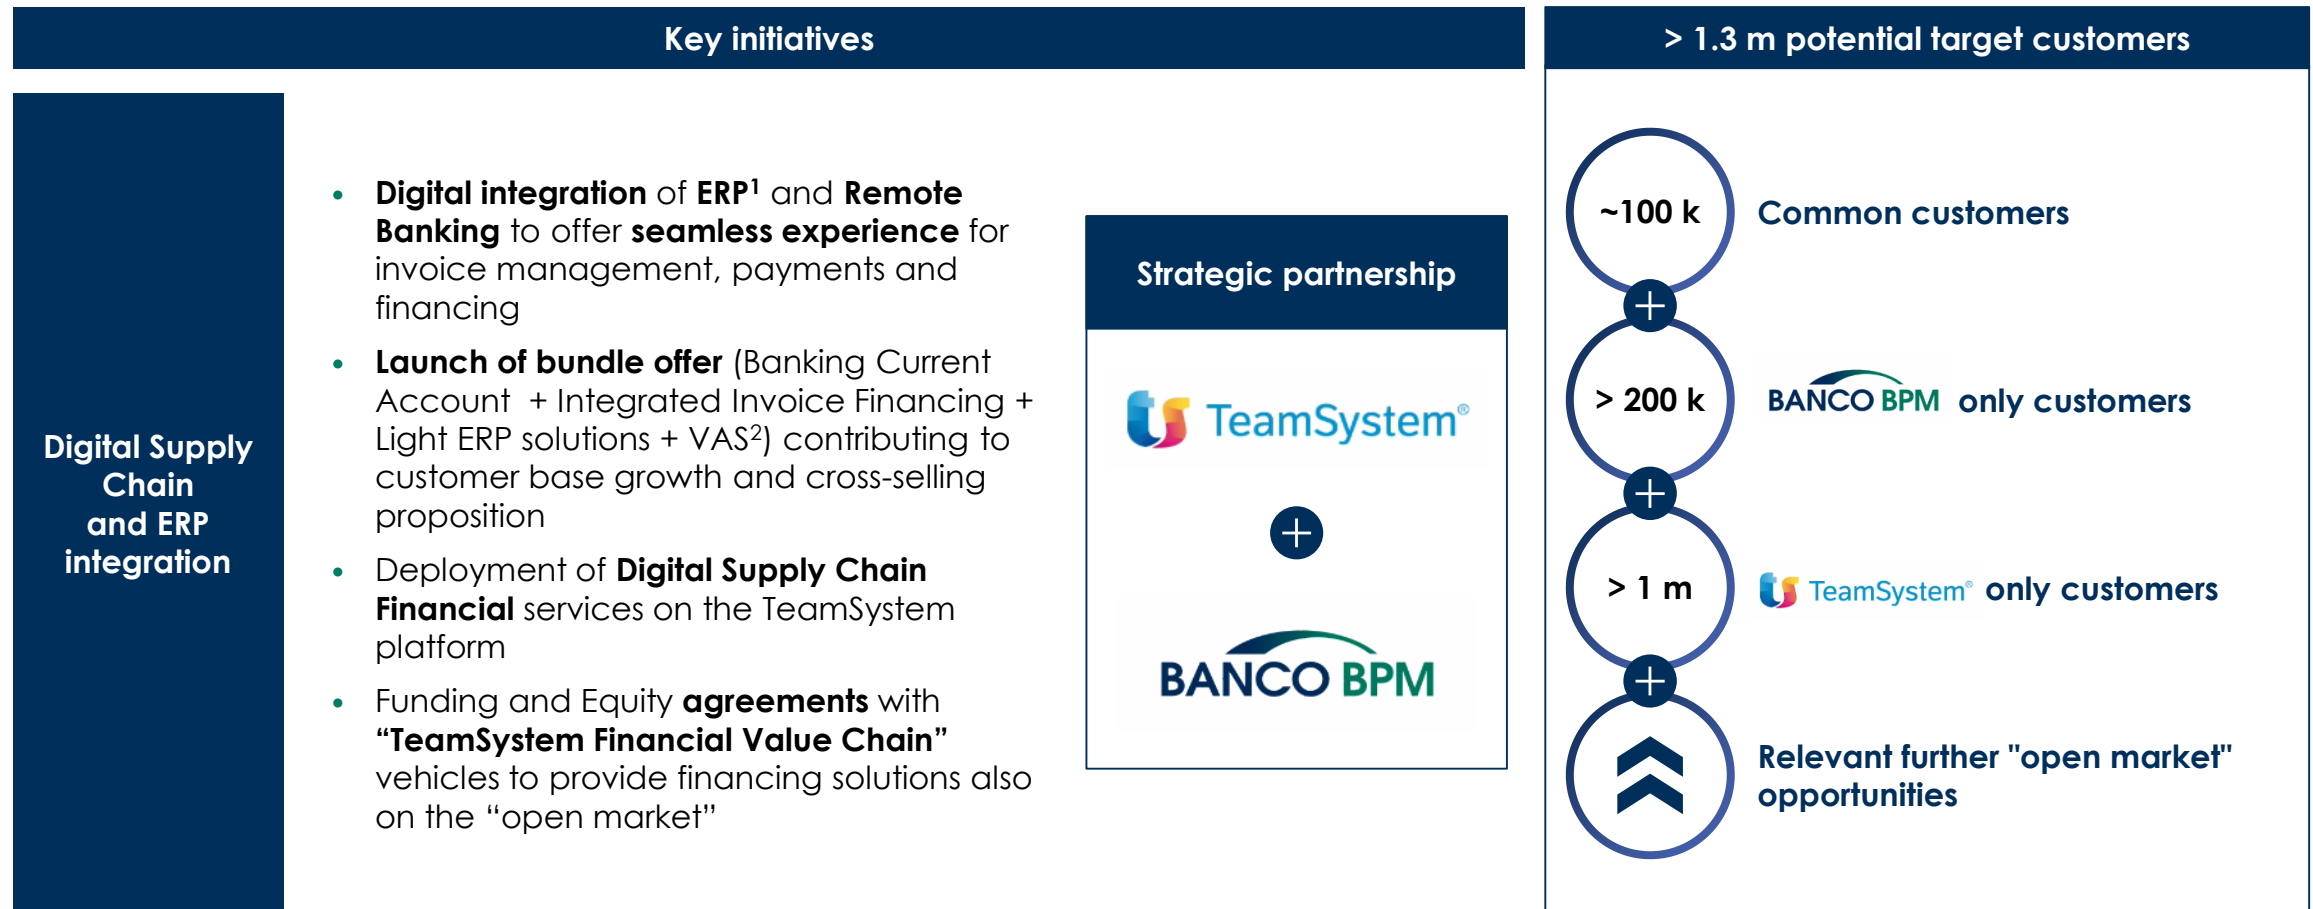 Key initiatives
> 1.3 m potential target customers
Digital Supply
Chain
and ERP
integration
• Digital integration of ERP¹ and Remote
Banking to offer seamless experience for
invoice management, payments and
financing
• Launch of bundle offer (Banking Current
Account + Integrated Invoice Financing +
Light ERP solutions + VAS²) contributing to
customer base growth and cross-selling
proposition
• Deployment of Digital Supply Chain
Financial services on the TeamSystem
platform
• Funding and Equity agreements with
“TeamSystem Financial Value Chain”
vehicles to provide financing solutions also
on the “open market”
Strategic partnership
TeamSystem®
+
BANCO BPM
~100 k Common customers
+
> 200 k BANCO BPM only customers
+
> 1 m TeamSystem® only customers
+
Relevant further "open market"
opportunities